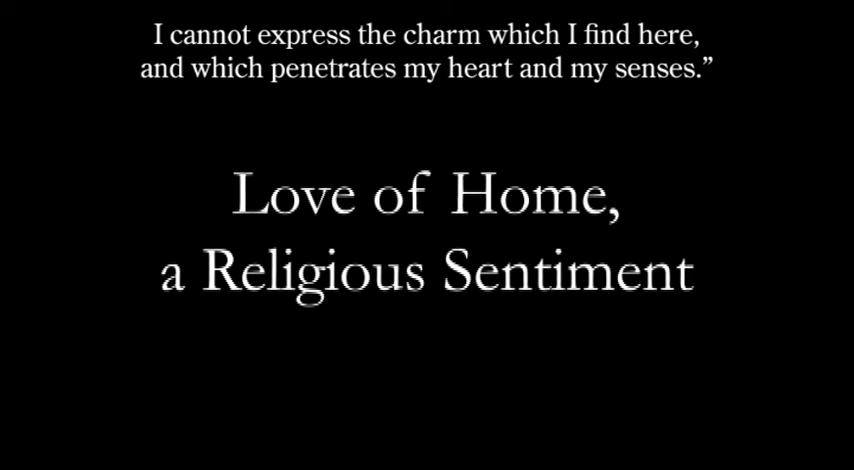 I cannot express the charm which I find here,
and which penetrates my heart and my senses.”
Love of Home,
a Religious Sentiment